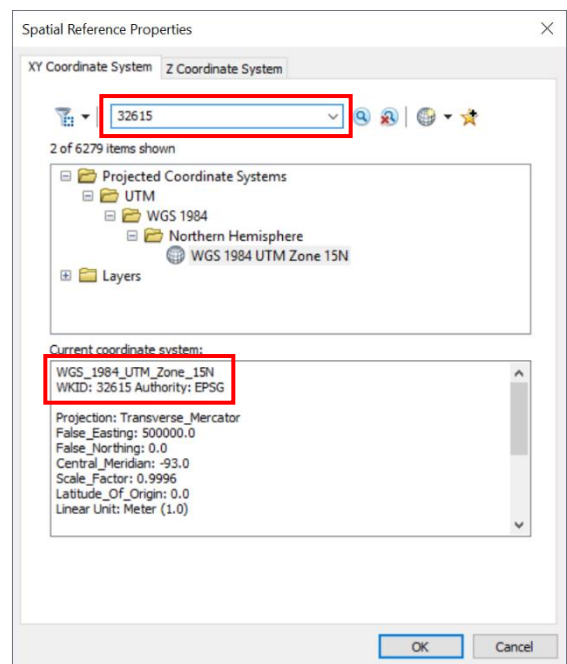 Spatial Reference Properties
XY Coordinate System Z Coordinate System
32615
2 of 6279 items shown
Projected Coordinate Systems
UTM
WGS 1984
Northern Hemisphere
WGS 1984 UTM Zone 15N
Layers
Current coordinate system:
WGS_1984_UTM_Zone_15N
WKID: 32615 Authority: EPSG
Projection: Transverse_Mercator
False_Easting: 500000.0
False_Northing: 0.0
Central_Meridian: -93.0
Scale_Factor: 0.9996
Latitude_Of_Origin: 0.0
Linear Unit: Meter (1.0)
OK Cancel